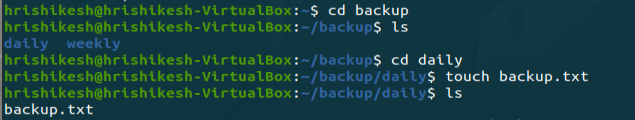 hrishikesh@hrishikesh-VirtualBox:~$ cd backup
hrishikesh@hrishikesh-VirtualBox:~/backup$ ls
daily  weekly
hrishikesh@hrishikesh-VirtualBox:~/backup$ cd daily
hrishikesh@hrishikesh-VirtualBox:~/backup/daily$ touch backup.txt
hrishikesh@hrishikesh-VirtualBox:~/backup/daily$ ls
backup.txt